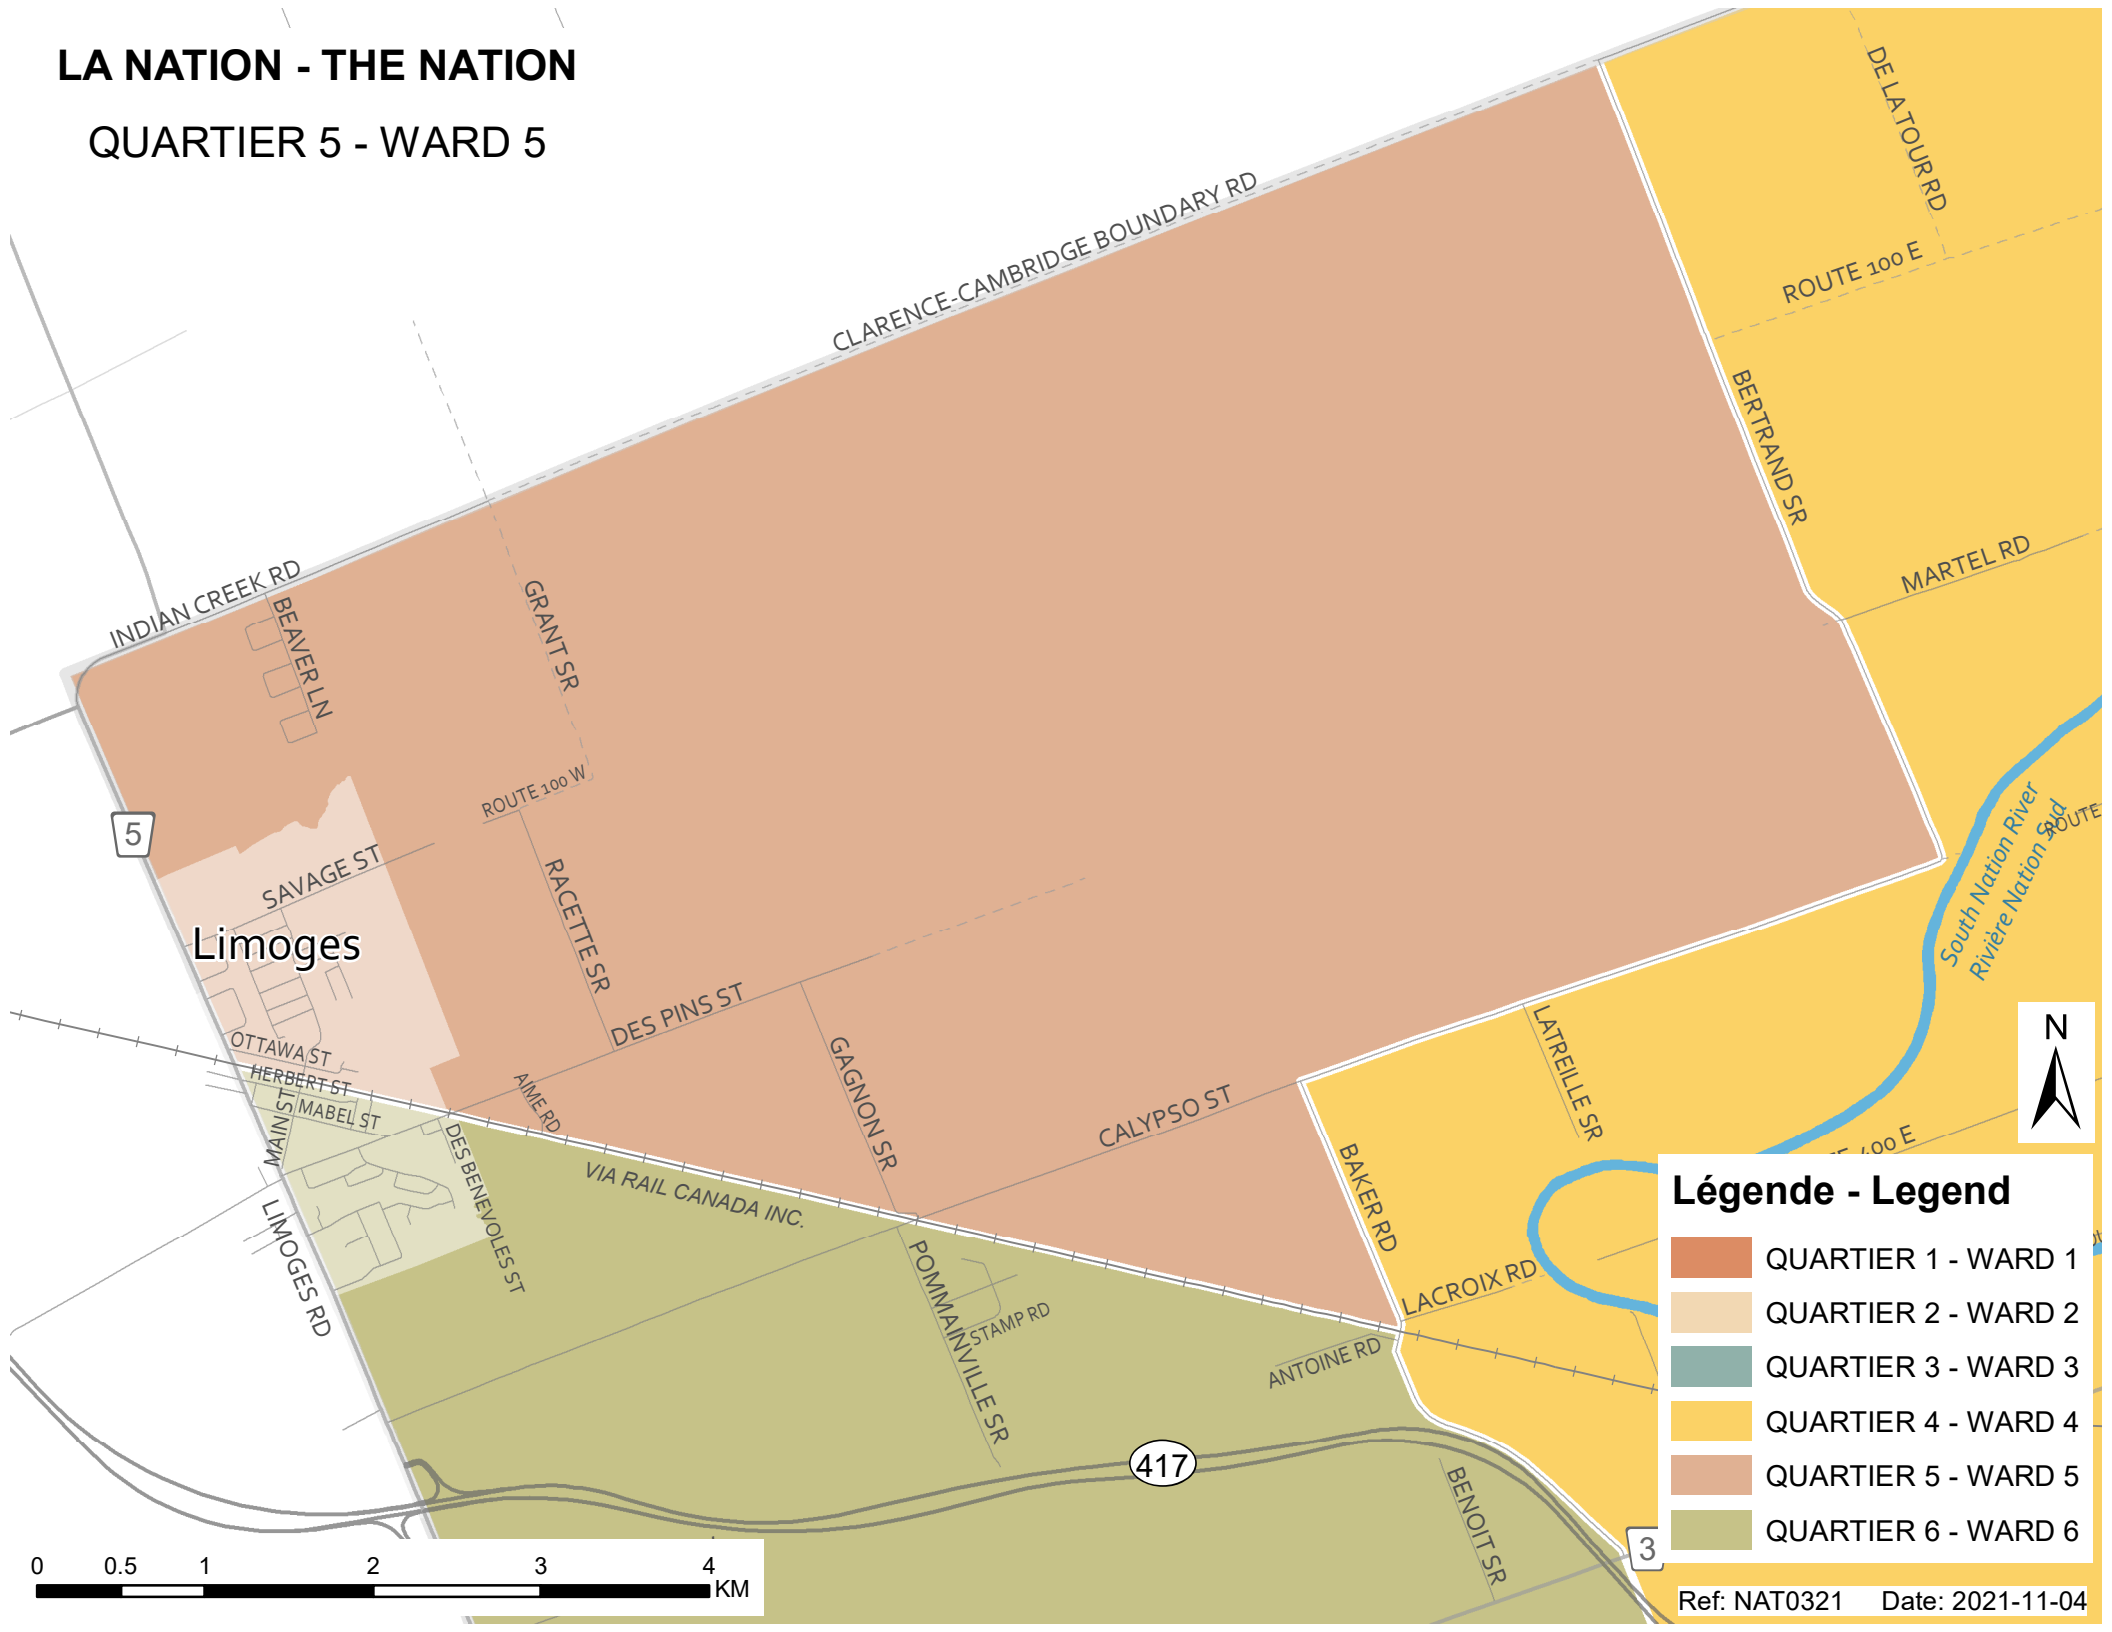 LA NATION - THE NATION
QUARTIER 5 - WARD 5
DE LA TOUR RD
CLARENCE-CAMBRIDGE BOUNDARY RD
ROUTE 100 E
BERTRAND SR
MARTEL RD
INDIAN CREEK RD
BEAVER LN
GRANT SR
ROUTE 100 W
5
SAVAGE ST
RACETTE SR
Limoges
South Nation River
Rivière Nation Sud
ROUTE
DES PINS ST
OTTAWA ST
HERBERT ST
MABEL ST
MAIN ST
AIME RD
GAGNON SR
LATREILLE SR
CALYPSO ST
N
400 E
DES BENEVOLES ST
VIA RAIL CANADA INC.
BAKER RD
LIMOGES RD
POMMAINVILLE SR
STAMP RD
LACROIX RD
ANTOINE RD
417
BENOIT SR
3
Légende - Legend
QUARTIER 1 - WARD 1
QUARTIER 2 - WARD 2
QUARTIER 3 - WARD 3
QUARTIER 4 - WARD 4
QUARTIER 5 - WARD 5
QUARTIER 6 - WARD 6
0 0.5 1 2 3 4
KM
Ref: NAT0321 Date: 2021-11-04